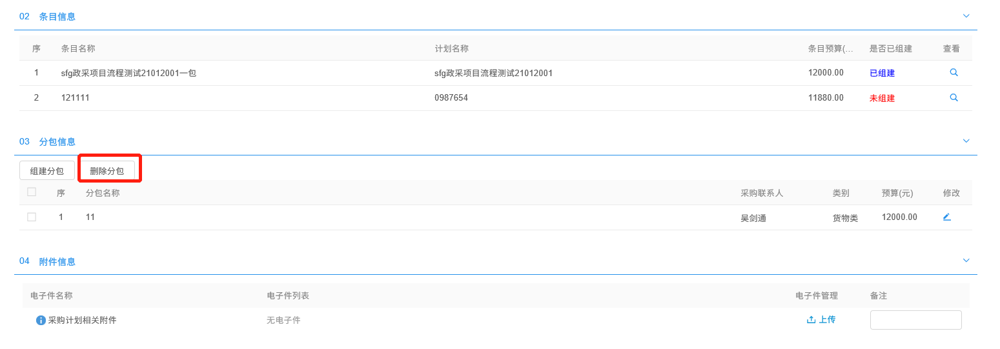 02 条目信息
序 条目名称 计划名称 条目预算(... 是否已组建 查看
1 sfg政采项目流程测试21012001一包 sfg政采项目流程测试21012001 12000.00 已组建
2 121111 0987654 11880.00 未组建
03 分包信息
组建分包 删除分包
序 分包名称 采购联系人 类别 预算(元) 修改
1 11 吴剑通 货物类 12000.00
04 附件信息
电子件名称 电子件列表 电子件管理 备注
采购计划相关附件 无电子件 上传